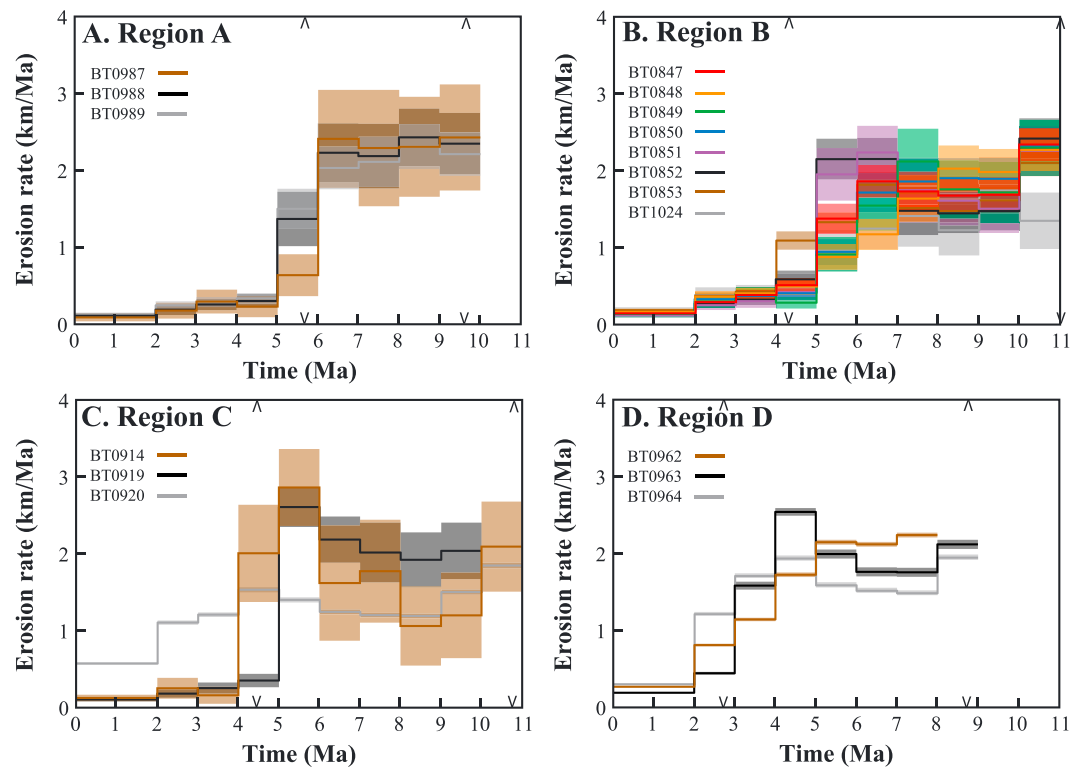 A. Region A
Erosion rate (km/Ma)
4
3
2
1
0
BT0987
BT0988
BT0989
0 1 2 3 4 5 6 7 8 9 10 11
Time (Ma)
B. Region B
Erosion rate (km/Ma)
4
3
2
1
0
BT0847
BT0848
BT0849
BT0850
BT0851
BT0852
BT0853
BT1024
0 1 2 3 4 5 6 7 8 9 10 11
Time (Ma)
C. Region C
Erosion rate (km/Ma)
4
3
2
1
0
BT0914
BT0919
BT0920
0 1 2 3 4 5 6 7 8 9 10 11
Time (Ma)
D. Region D
Erosion rate (km/Ma)
4
3
2
1
0
BT0962
BT0963
BT0964
0 1 2 3 4 5 6 7 8 9 10 11
Time (Ma)